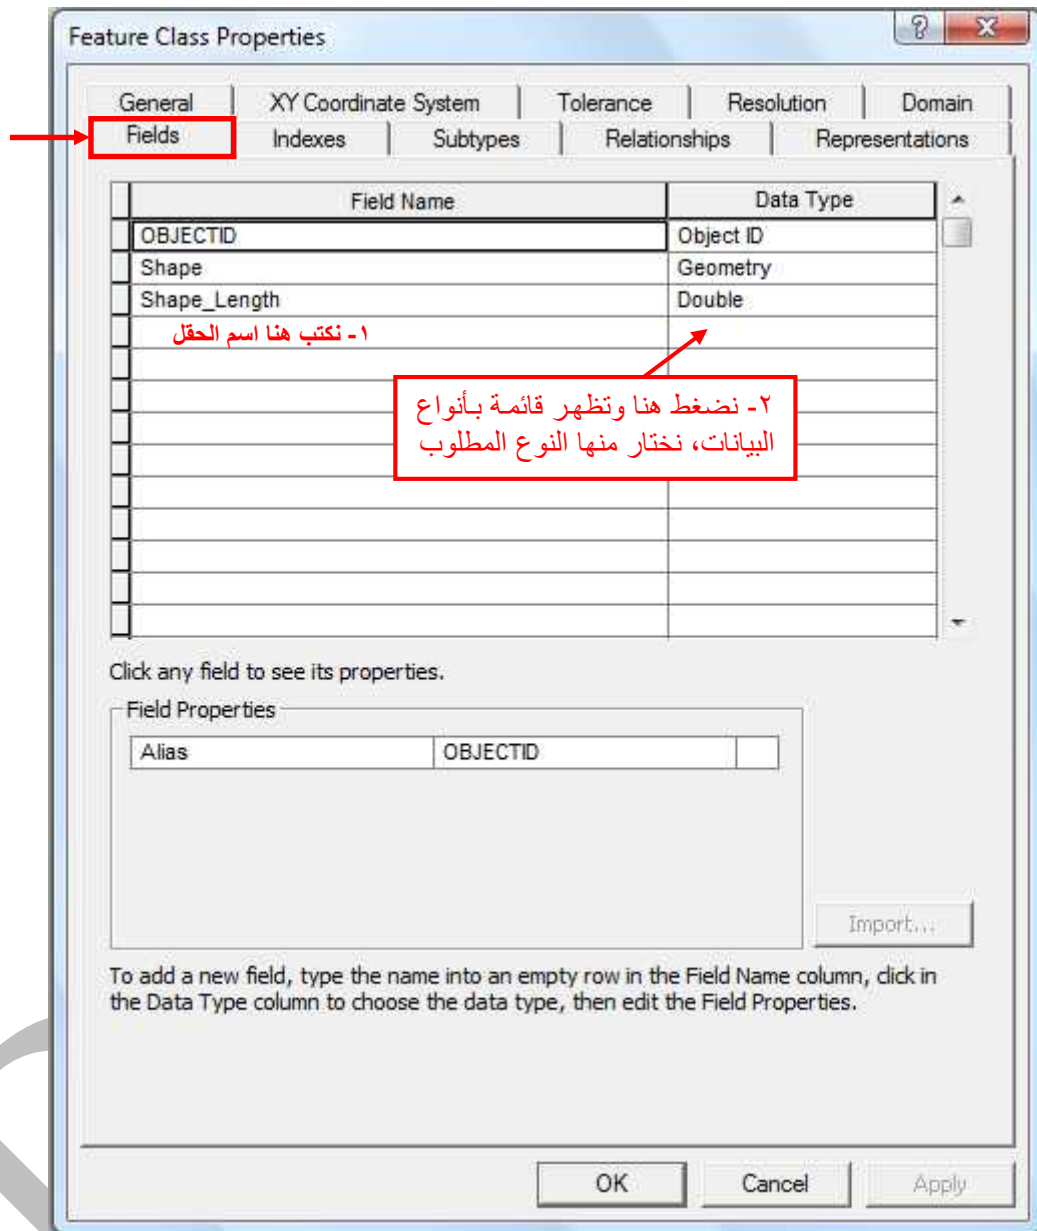 Feature Class Properties
General XY Coordinate System Tolerance Resolution Domain
Fields Indexes Subtypes Relationships Representations
Field Name Data Type
OBJECTID Object ID
Shape Geometry
Shape_Length Double
١- نكتب هنا اسم الحقل
٢- نضغط هنا وتظهر قائمة بأنواع
البيانات، نختار منها النوع المطلوب
Click any field to see its properties.
Field Properties
Alias OBJECTID
Import...
To add a new field, type the name into an empty row in the Field Name column, click in
the Data Type column to choose the data type, then edit the Field Properties.
OK Cancel Apply